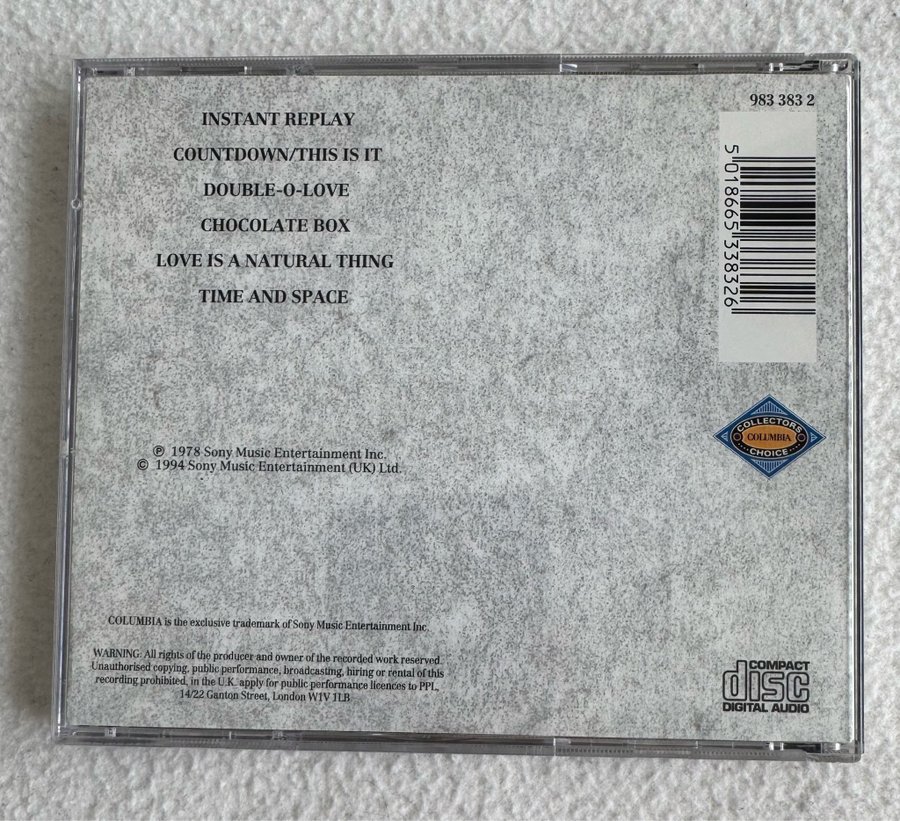 983 383 2
INSTANT REPLAY
COUNTDOWN/THIS IS IT
DOUBLE-O-LOVE
CHOCOLATE BOX
LOVE IS A NATURAL THING
TIME AND SPACE
5 018665 338326
COLLECTORS
COLUMBIA
CHOICE
℗ 1978 Sony Music Entertainment Inc.
© 1994 Sony Music Entertainment (UK) Ltd.
COLUMBIA is the exclusive trademark of Sony Music Entertainment Inc.
WARNING: All rights of the producer and owner of the recorded work reserved.
Unauthorised copying, public performance, broadcasting, hiring or rental of this
recording prohibited, in the U.K. apply for public performance licences to PPL,
14/22 Ganton Street, London W1V 1LB.
COMPACT
disc
DIGITAL AUDIO